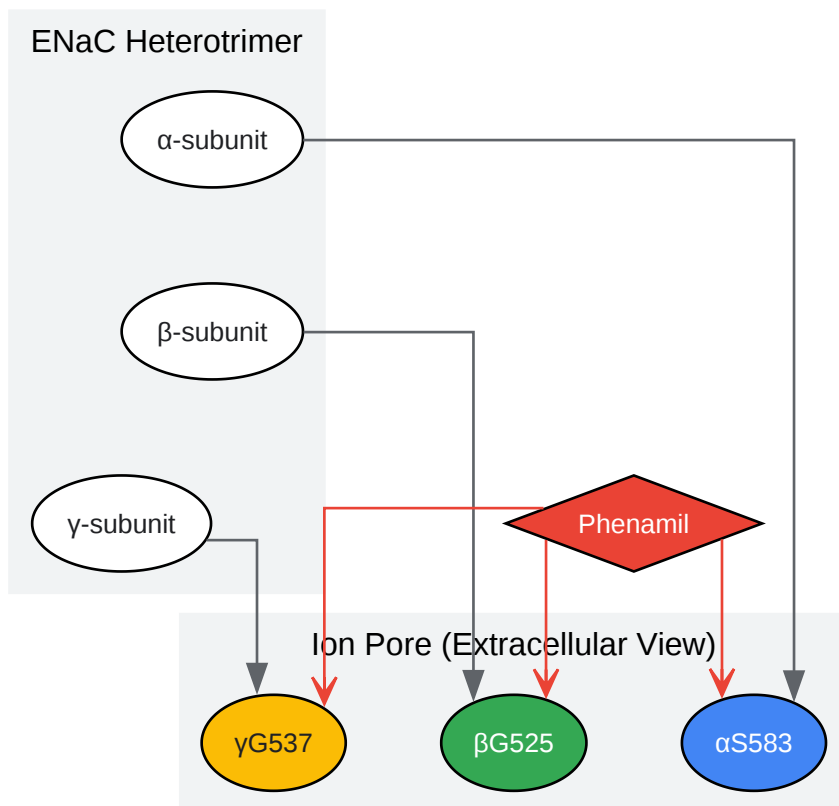 ENaC Heterotrimer
α-subunit
β-subunit
γ-subunit
Phenamil
Ion Pore (Extracellular View)
γG537
βG525
αS583